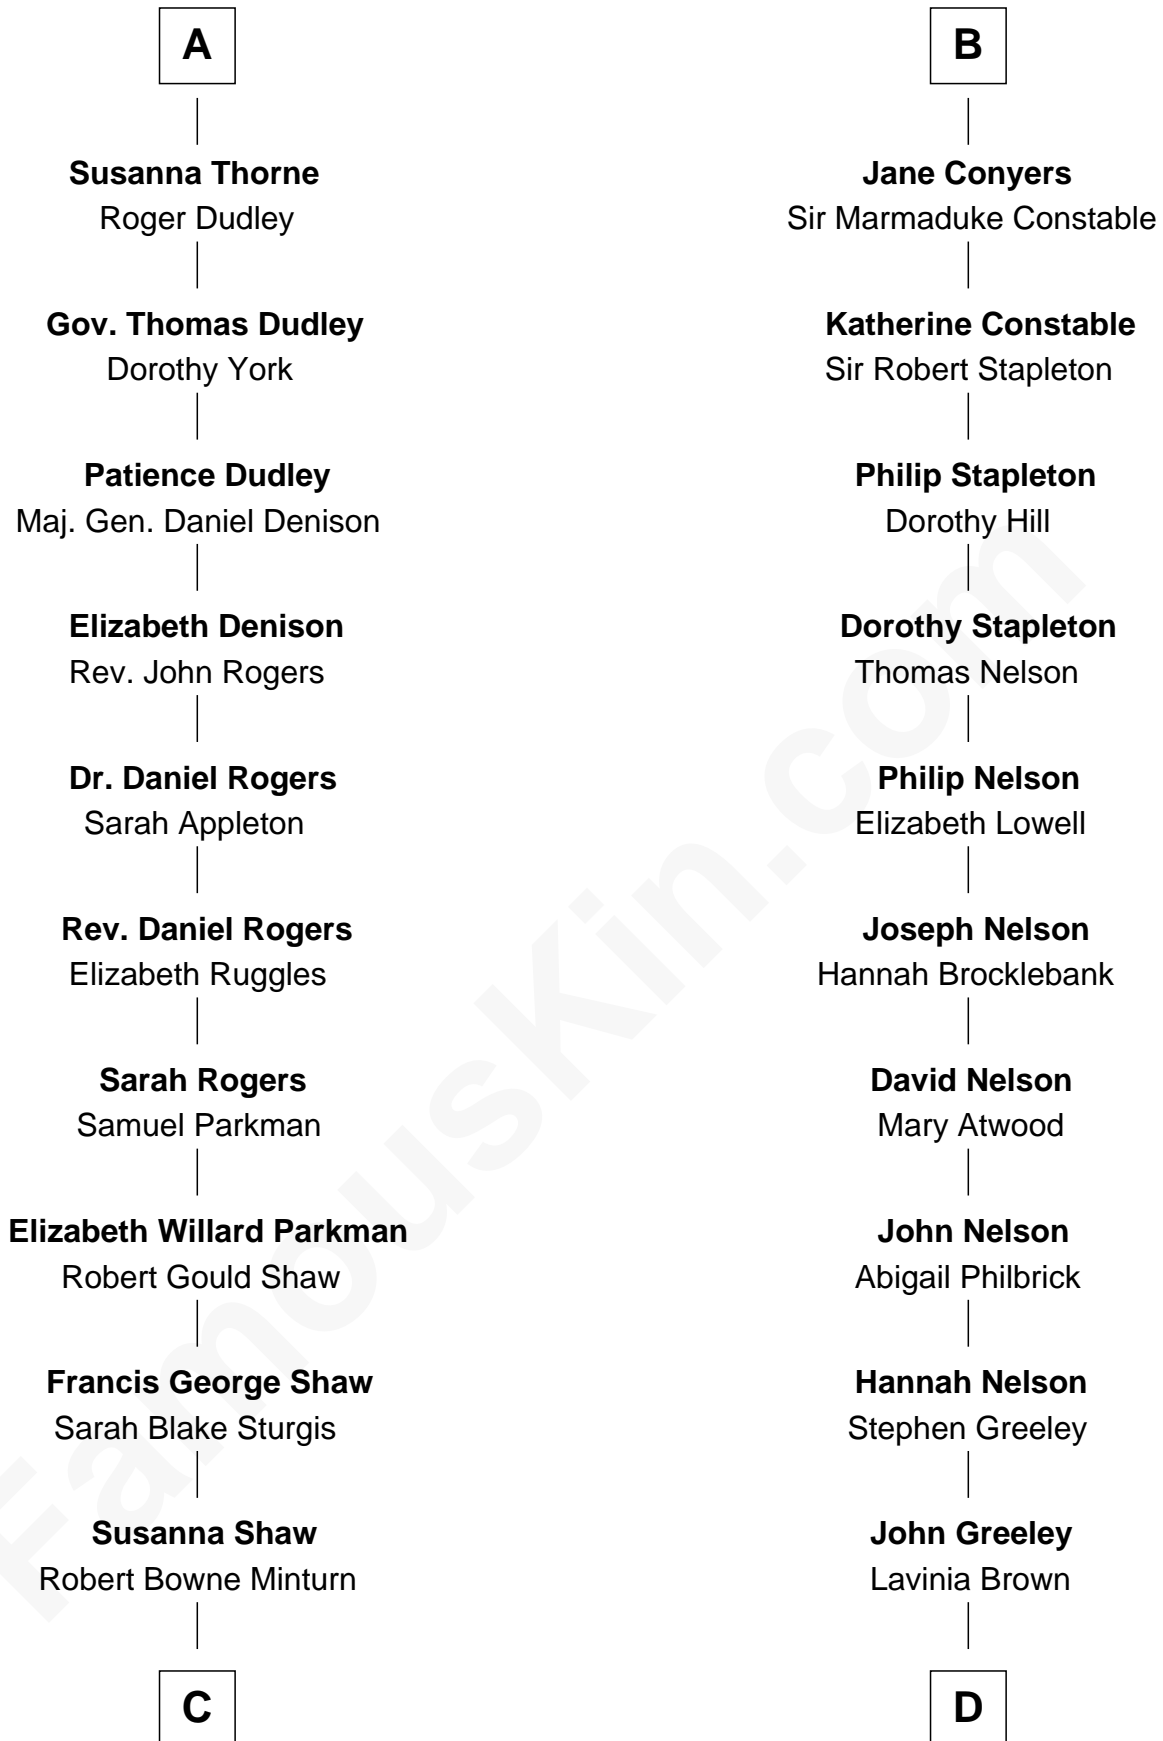 A
Susanna Thorne
Roger Dudley
Gov. Thomas Dudley
Dorothy York
Patience Dudley
Maj. Gen. Daniel Denison
Elizabeth Denison
Rev. John Rogers
Dr. Daniel Rogers
Sarah Appleton
Rev. Daniel Rogers
Elizabeth Ruggles
Sarah Rogers
Samuel Parkman
Elizabeth Willard Parkman
Robert Gould Shaw
Francis George Shaw
Sarah Blake Sturgis
Susanna Shaw
Robert Bowne Minturn
C
B
Jane Conyers
Sir Marmaduke Constable
Katherine Constable
Sir Robert Stapleton
Philip Stapleton
Dorothy Hill
Dorothy Stapleton
Thomas Nelson
Philip Nelson
Elizabeth Lowell
Joseph Nelson
Hannah Brocklebank
David Nelson
Mary Atwood
John Nelson
Abigail Philbrick
Hannah Nelson
Stephen Greeley
John Greeley
Lavinia Brown
D
FamousKin.com